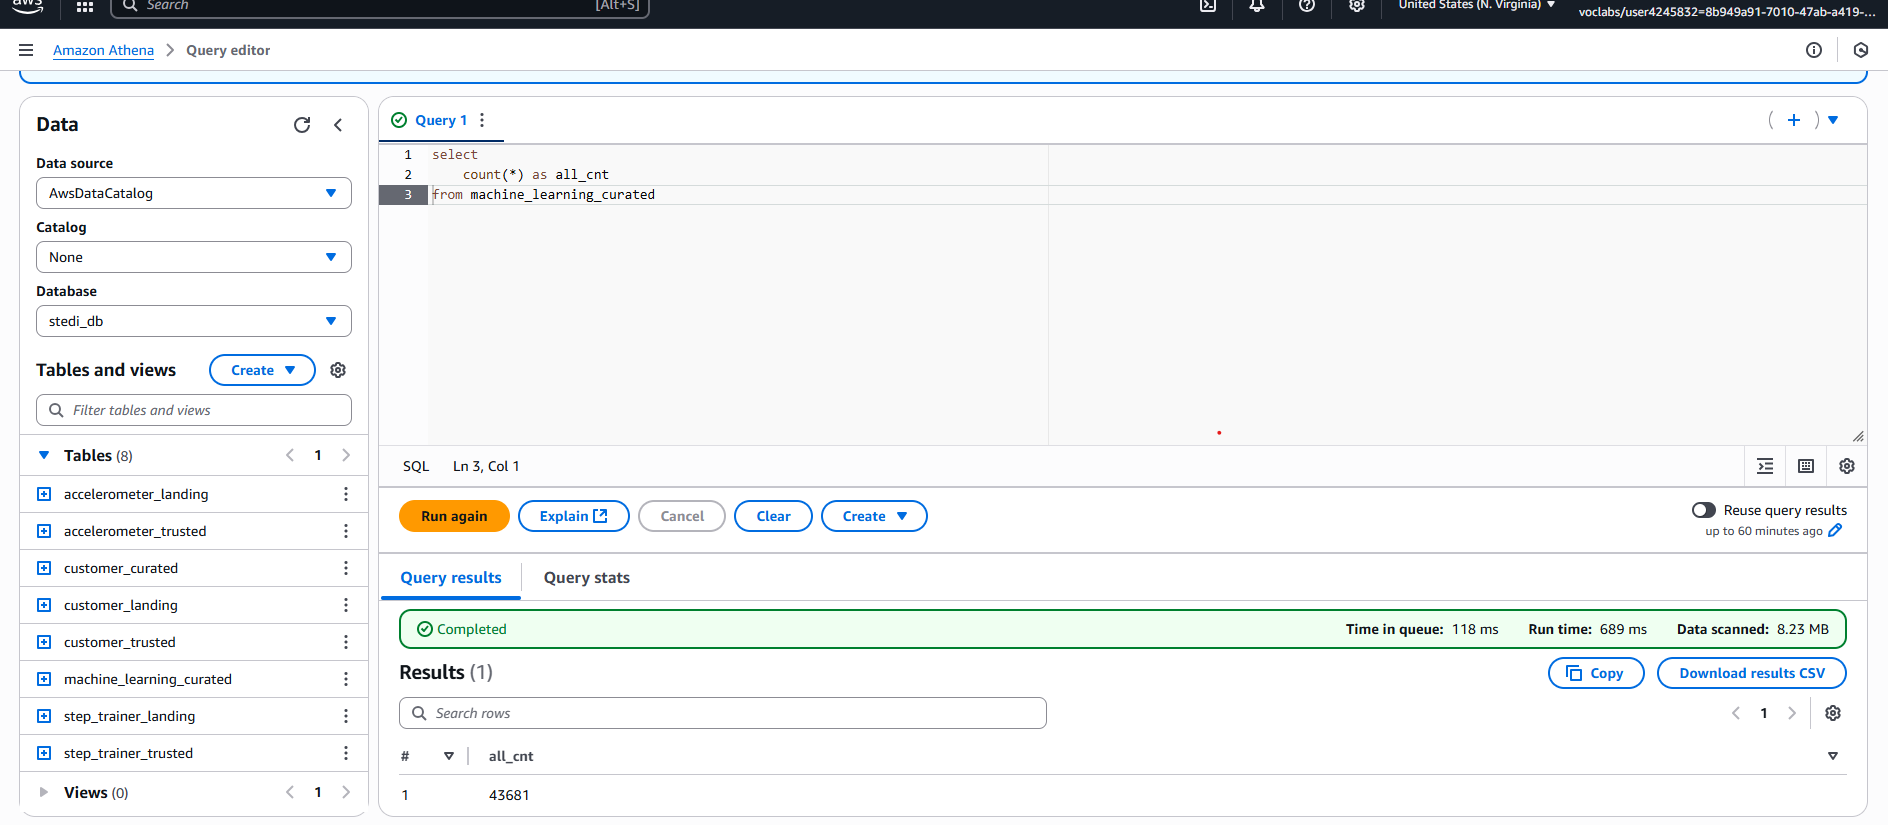 aws
Search
[Alt+S]
United States (N. Virginia)
voclabs/user4245832=8b949a91-7010-47ab-a419-...
Amazon Athena
Query editor
Data
Data source
AwsDataCatalog
Catalog
None
Database
stedi_db
Tables and views
Create
Filter tables and views
Tables (8)
1
accelerometer_landing
accelerometer_trusted
customer_curated
customer_landing
customer_trusted
machine_learning_curated
step_trainer_landing
step_trainer_trusted
Views (0)
1
Query 1
1 select
2 count(*) as all_cnt
3 from machine_learning_curated
SQL Ln 3, Col 1
Run again
Explain
Cancel
Clear
Create
Reuse query results
up to 60 minutes ago
Query results
Query stats
Completed
Time in queue: 118 ms
Run time: 689 ms
Data scanned: 8.23 MB
Results (1)
Copy
Download results CSV
Search rows
1
# all_cnt
1 43681